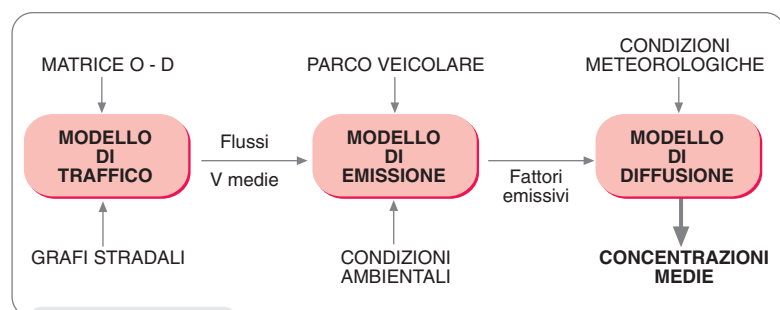 MATRICE O - D
PARCO VEICOLARE
CONDIZIONI
METEOROLOGICHE
MODELLO
DI
TRAFFICO
Flussi
V medie
MODELLO
DI
EMISSIONE
Fattori
emissivi
MODELLO
DI
DIFFUSIONE
GRAFI STRADALI
CONDIZIONI
AMBIENTALI
CONCENTRAZIONI
MEDIE